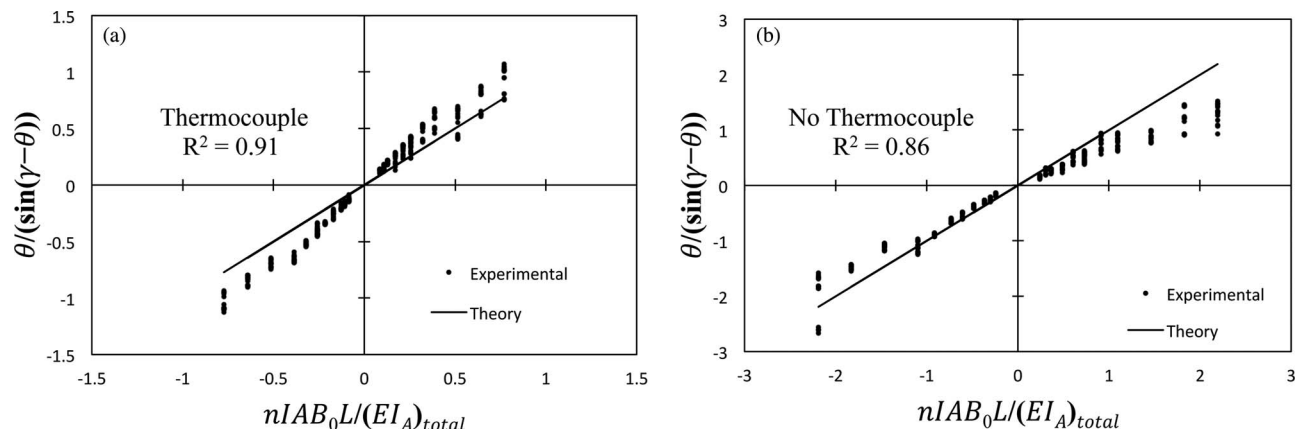 (a)
1.5
1
0.5
0
-0.5
-1
-1.5
-1.5
-1
-0.5
0
0.5
1
1.5
Thermocouple
R² = 0.91
Experimental
Theory
θ/(sin(γ−θ))
nIAB₀L/(EI_A)_total
(b)
3
2
1
0
-1
-2
-3
-3
-2
-1
0
1
2
3
No Thermocouple
R² = 0.86
Experimental
Theory
θ/(sin(γ−θ))
nIAB₀L/(EI_A)_total